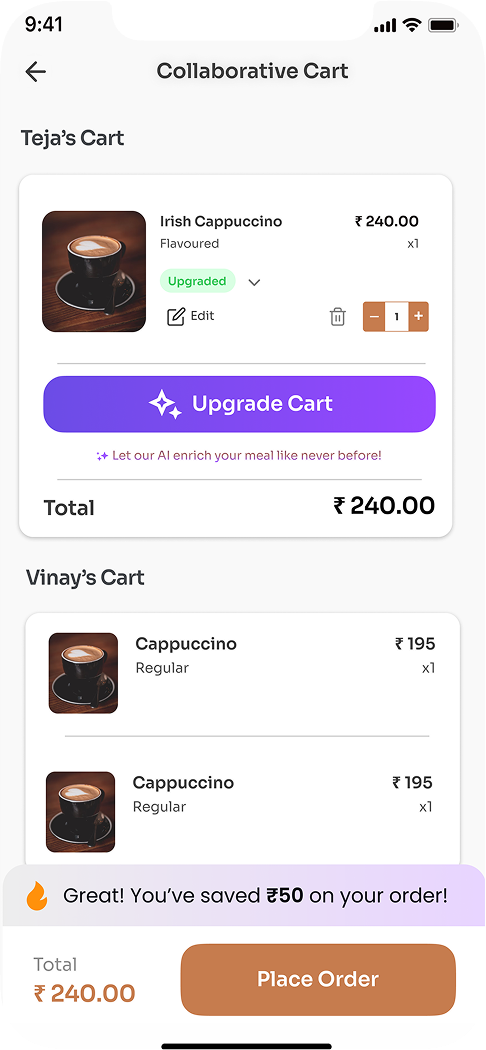 9:41
Collaborative Cart
Teja's Cart
Irish Cappuccino ₹ 240.00
Flavoured x1
Upgraded
Edit − 1 +
Upgrade Cart
Let our AI enrich your meal like never before!
Total ₹ 240.00
Vinay's Cart
Cappuccino ₹ 195
Regular x1
Cappuccino ₹ 195
Regular x1
Great! You've saved ₹50 on your order!
Total
₹ 240.00
Place Order